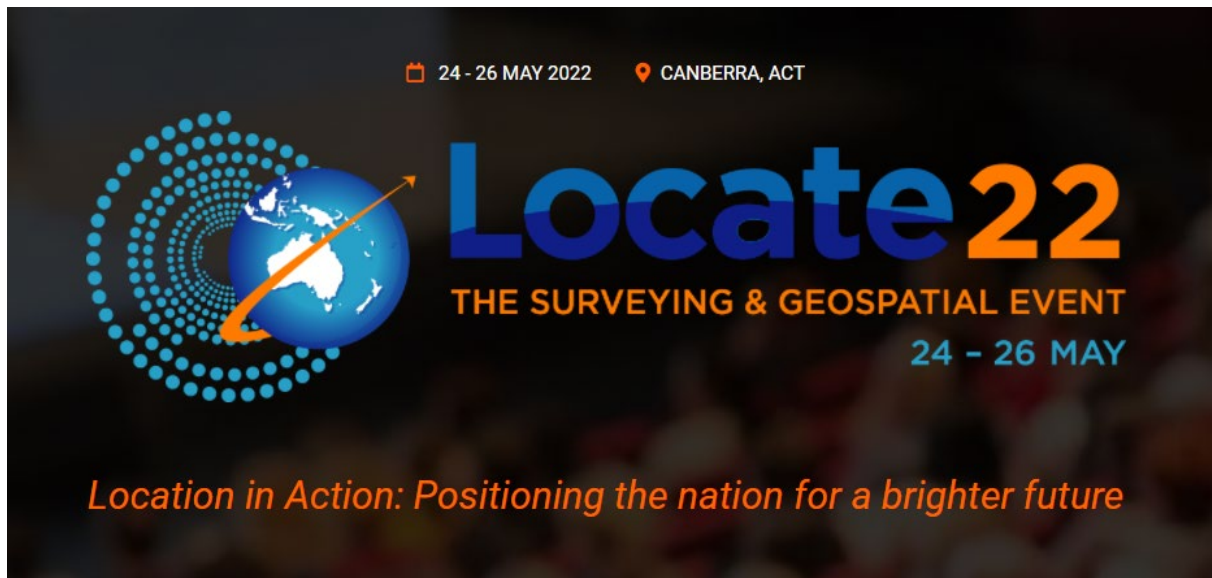 24 - 26 MAY 2022 CANBERRA, ACT
Locate22
THE SURVEYING & GEOSPATIAL EVENT
24 – 26 MAY
Location in Action: Positioning the nation for a brighter future